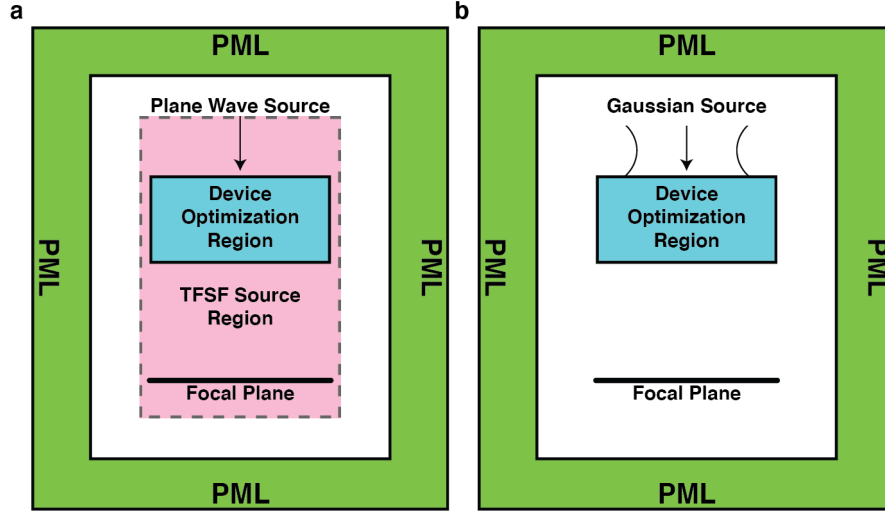 a
PML
Plane Wave Source
Device
Optimization
Region
TFSF Source
Region
Focal Plane
PML
PML
PML
b
PML
Gaussian Source
Device
Optimization
Region
Focal Plane
PML
PML
PML